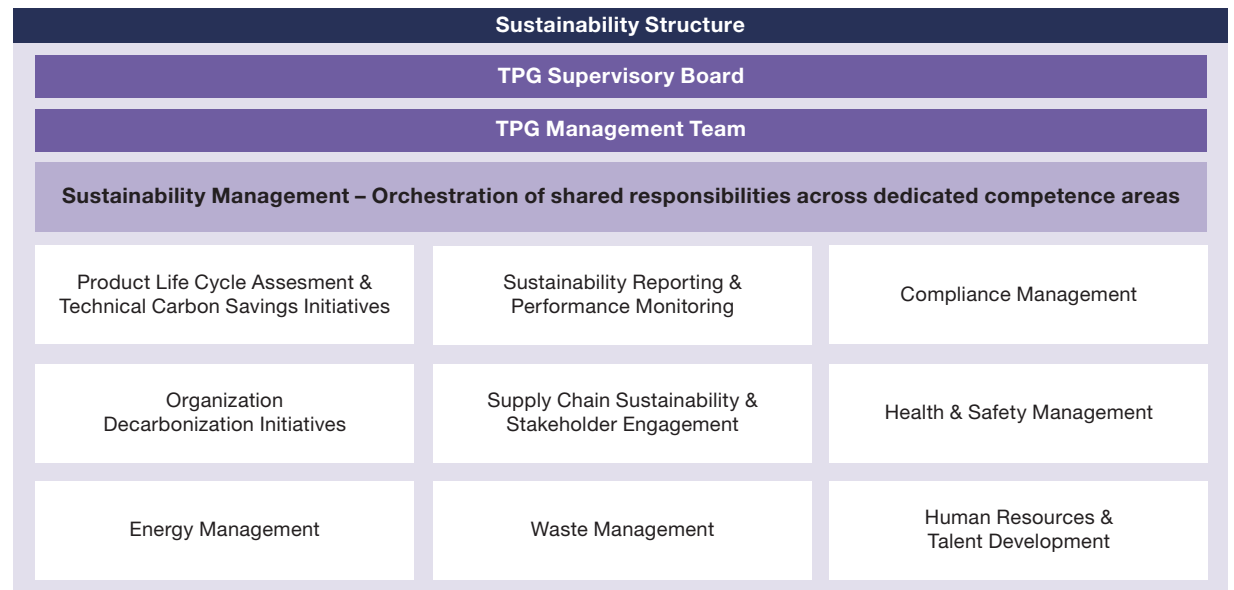 Sustainability Structure
TPG Supervisory Board
TPG Management Team
Sustainability Management – Orchestration of shared responsibilities across dedicated competence areas
Product Life Cycle Assesment &
Technical Carbon Savings Initiatives
Sustainability Reporting &
Performance Monitoring
Compliance Management
Organization
Decarbonization Initiatives
Supply Chain Sustainability &
Stakeholder Engagement
Health & Safety Management
Energy Management
Waste Management
Human Resources &
Talent Development